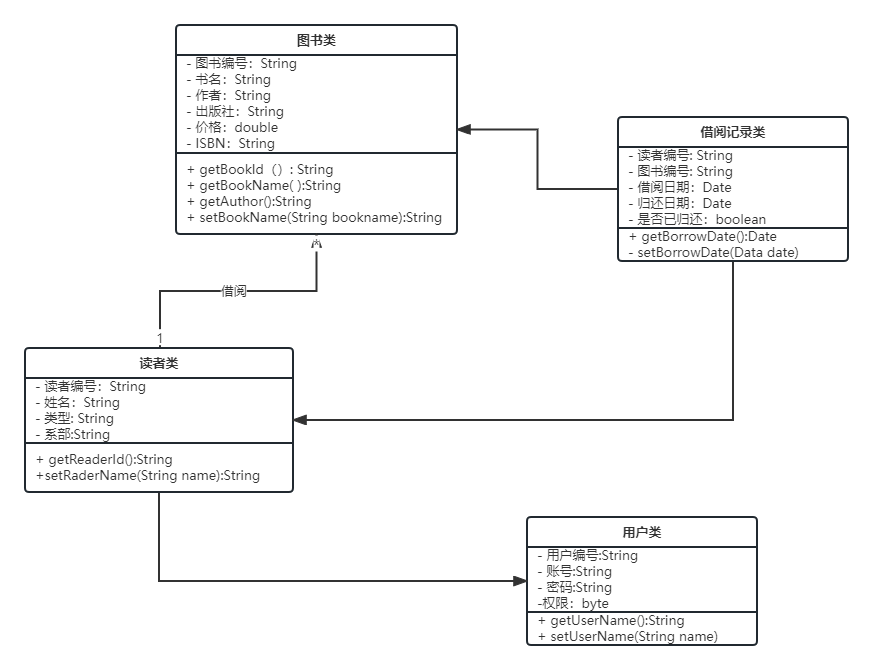 图书类
- 图书编号：String
- 书名：String
- 作者：String
- 出版社：String
- 价格：double
- ISBN：String
+ getBookId（）: String
+ getBookName( ):String
+ getAuthor():String
+ setBookName(String bookname):String
借阅记录类
- 读者编号: String
- 图书编号: String
- 借阅日期：Date
- 归还日期：Date
- 是否已归还：boolean
+ getBorrowDate():Date
- setBorrowDate(Data date)
借阅
1
读者类
- 读者编号：String
- 姓名：String
- 类型: String
- 系部:String
+ getReaderId():String
+setRaderName(String name):String
用户类
- 用户编号:String
- 账号:String
- 密码:String
-权限：byte
+ getUserName():String
+ setUserName(String name)